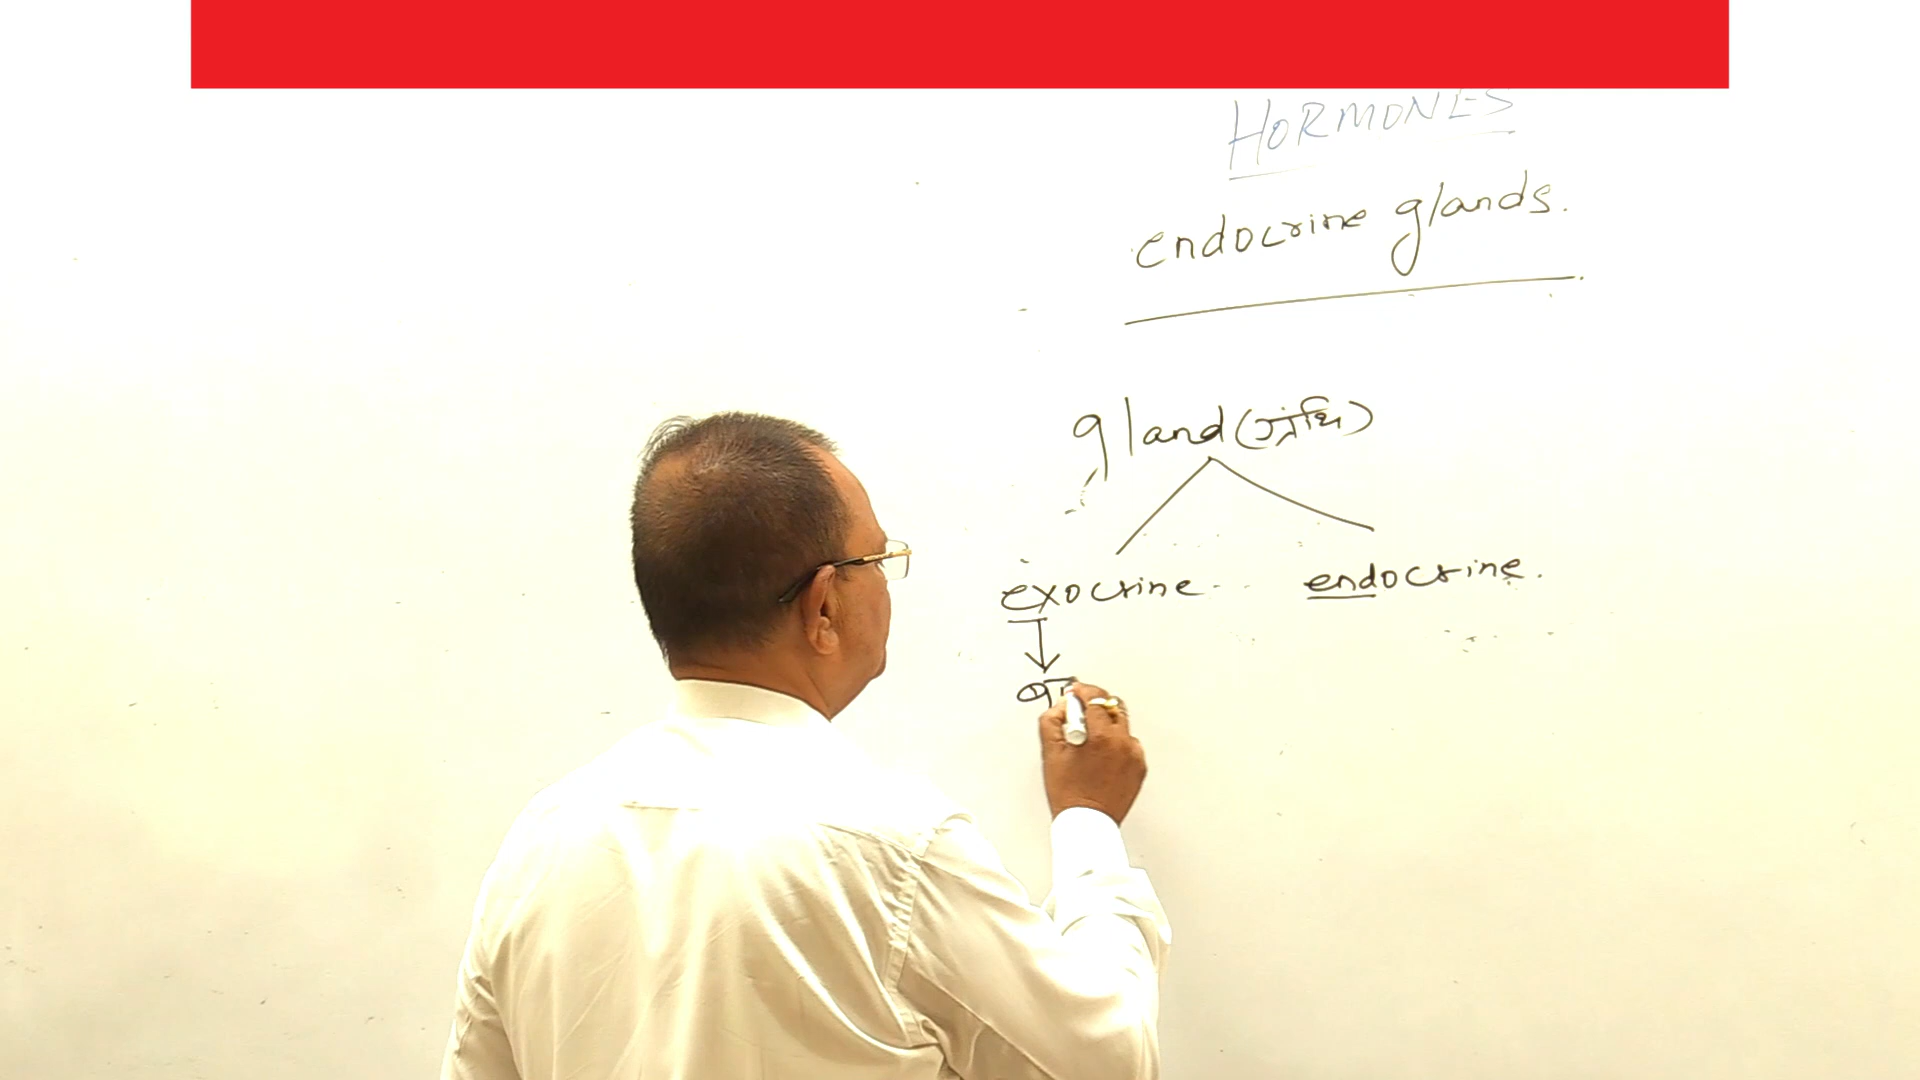 HORMONES
endocrine glands.
gland (ग्रंथि)
exocrine endocrine.